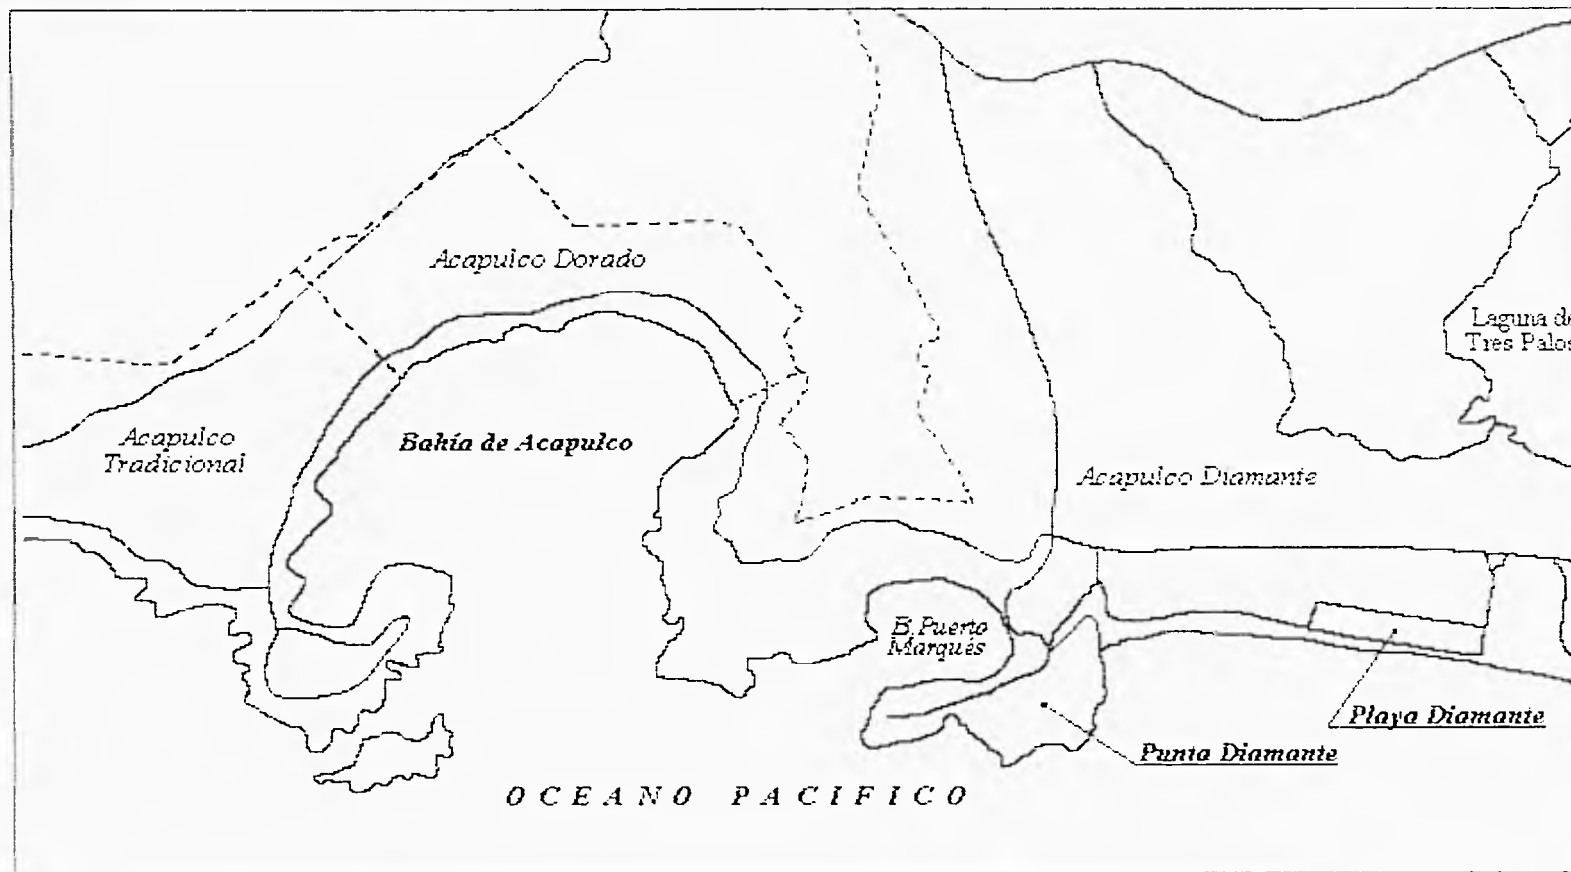 Acapulco Dorado
Laguna de
Tres Palos
Acapulco
Tradicional
Bahía de Acapulco
Acapulco Diamante
B. Puerto
Marqués
Playa Diamante
Punta Diamante
OCEANO PACIFICO